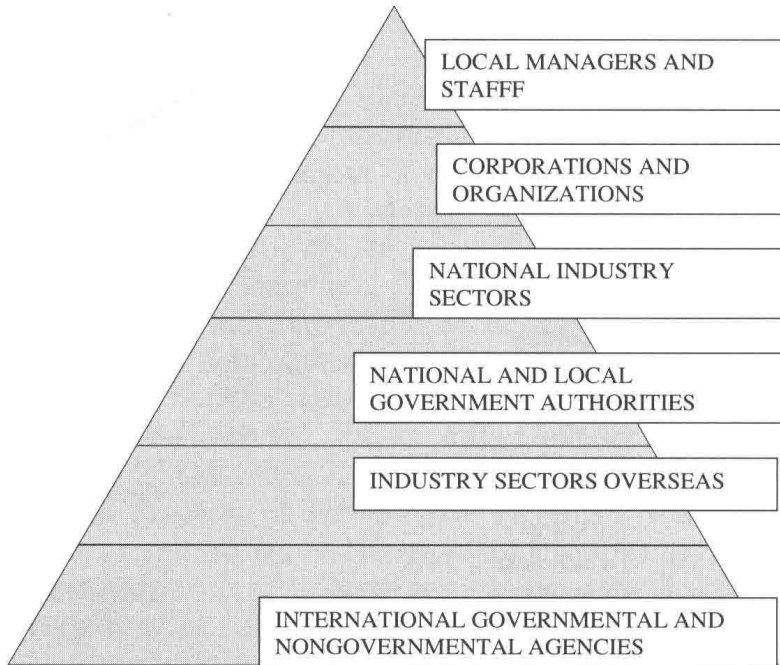 LOCAL MANAGERS AND
STAFFF
CORPORATIONS AND
ORGANIZATIONS
NATIONAL INDUSTRY
SECTORS
NATIONAL AND LOCAL
GOVERNMENT AUTHORITIES
INDUSTRY SECTORS OVERSEAS
INTERNATIONAL GOVERNMENTAL AND
NONGOVERNMENTAL AGENCIES